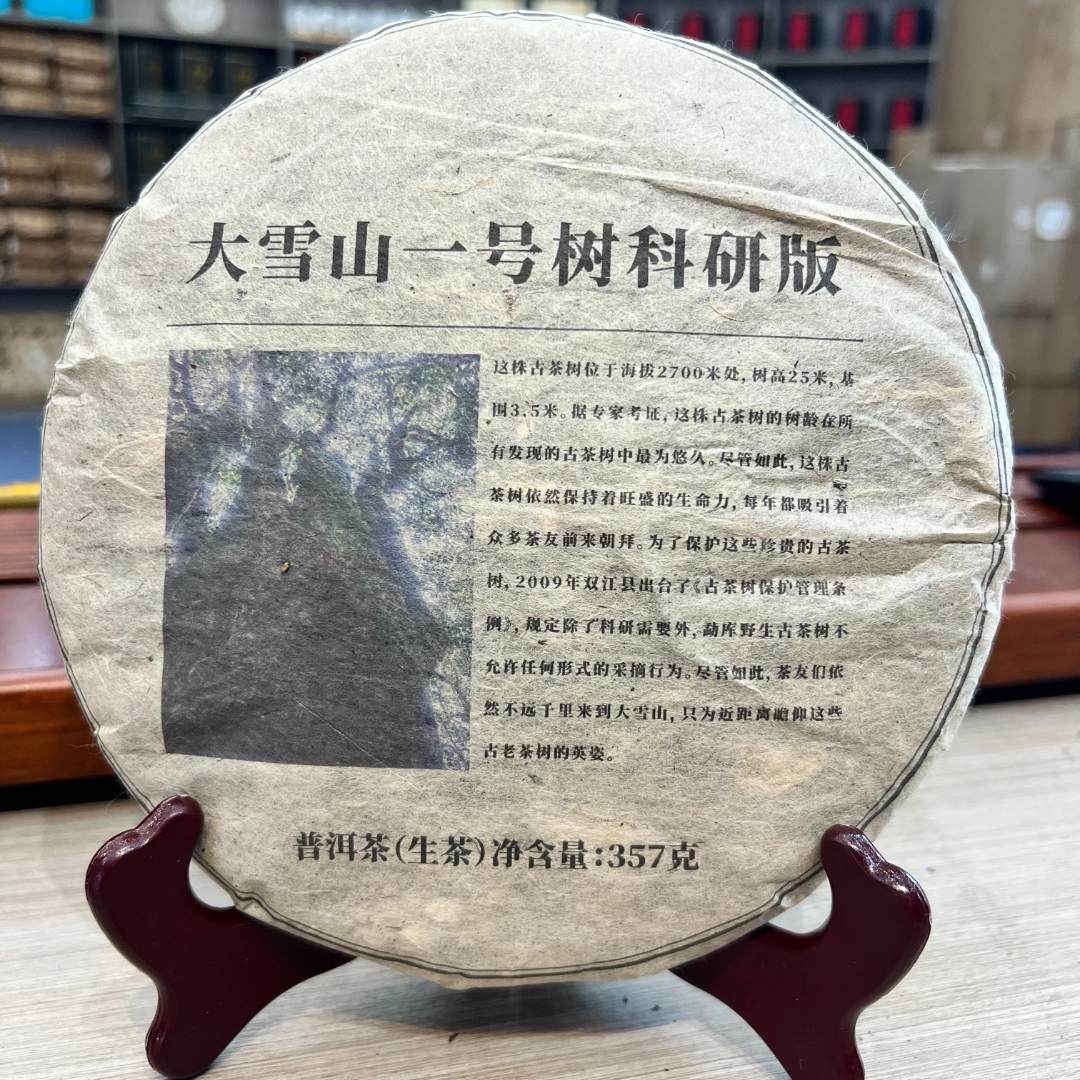 大雪山一号树科研版
这株古茶树位于海拔2700米处,树高25米,基
围3.5米。据专家考证,这株古茶树的树龄在所
有发现的古茶树中最为悠久。尽管如此,这株古
茶树依然保持着旺盛的生命力,每年都吸引着
众多茶友前来朝拜。为了保护这些珍贵的古茶
树,2009年双江县出台了《古茶树保护管理条
例》,规定除了科研需要外,勐库野生古茶树不
允许任何形式的采摘行为。尽管如此,茶友们依
然不远千里来到大雪山,只为近距离瞻仰这些
古老茶树的英姿。
普洱茶(生茶)净含量:357克